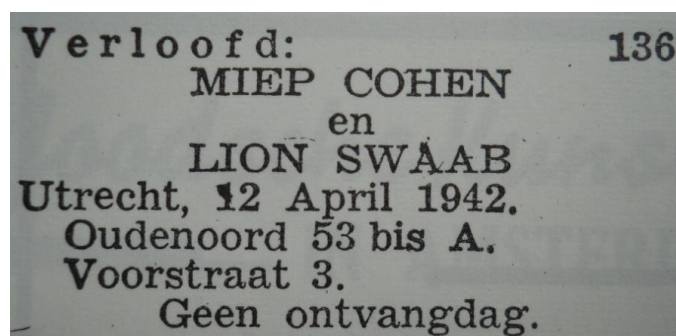 Verloofd: 136
MIEP COHEN
en
LION SWAAB
Utrecht, 12 April 1942.
Oudenoord 53 bis A.
Voorstraat 3.
Geen ontvangdag.